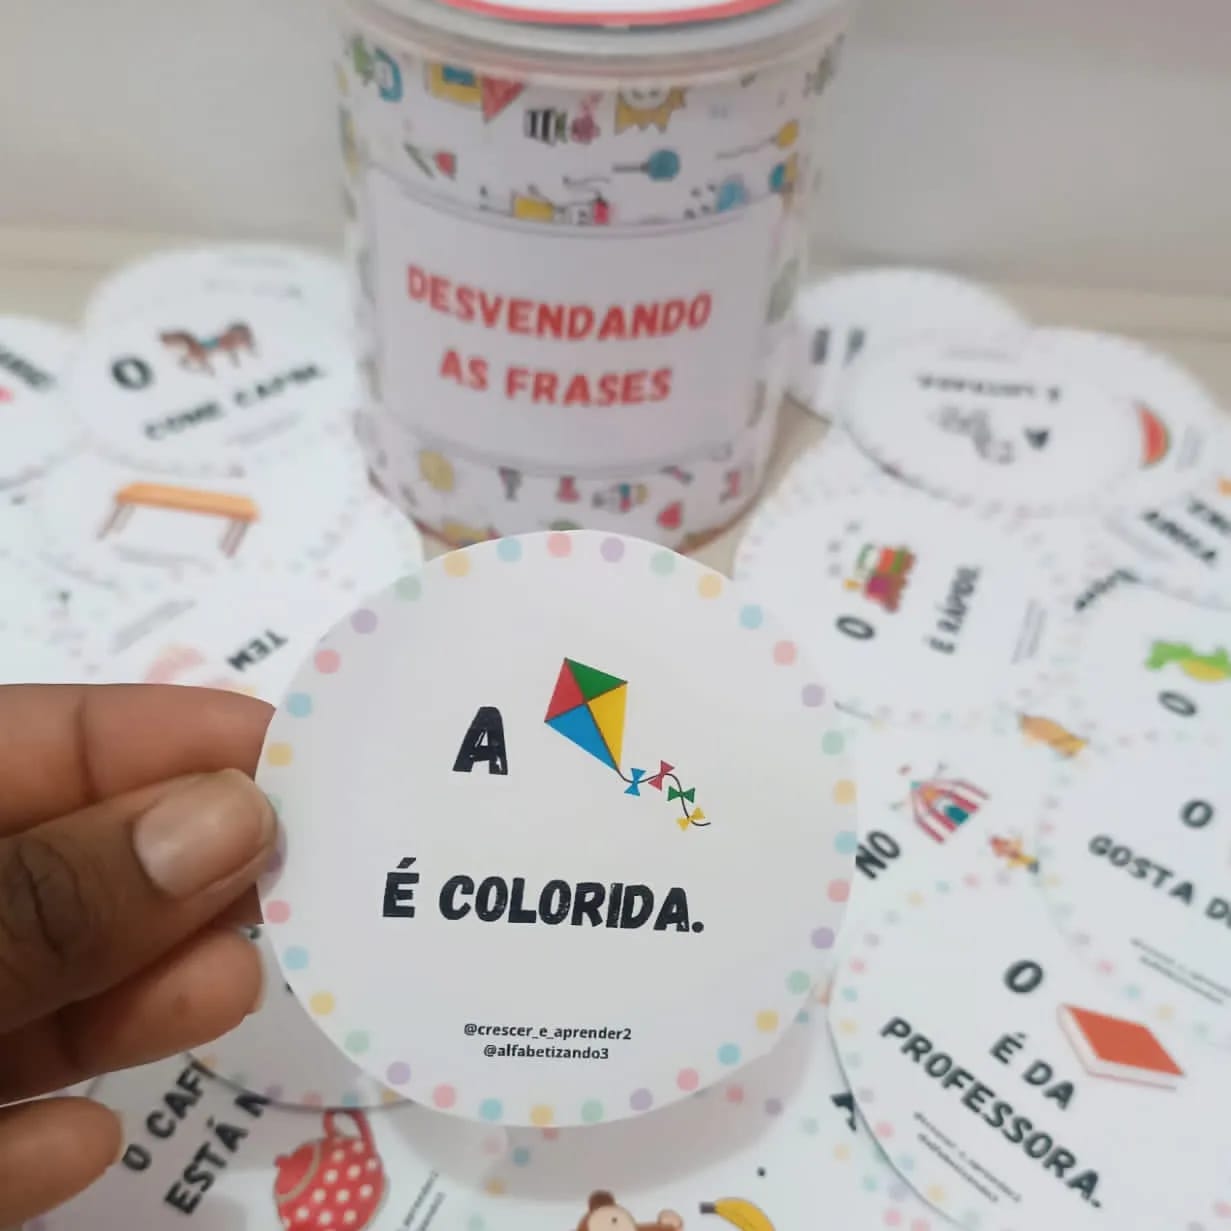 DESVENDANDO
AS FRASES
O
COME CAPIM
TEM
O
É RÁPIDO.
O
NO
O
GOSTA
A
É COLORIDA.
@crescer_e_aprender2
@alfabetizando3
O
É DA
PROFESSORA.
O CAFÉ
ESTÁ N